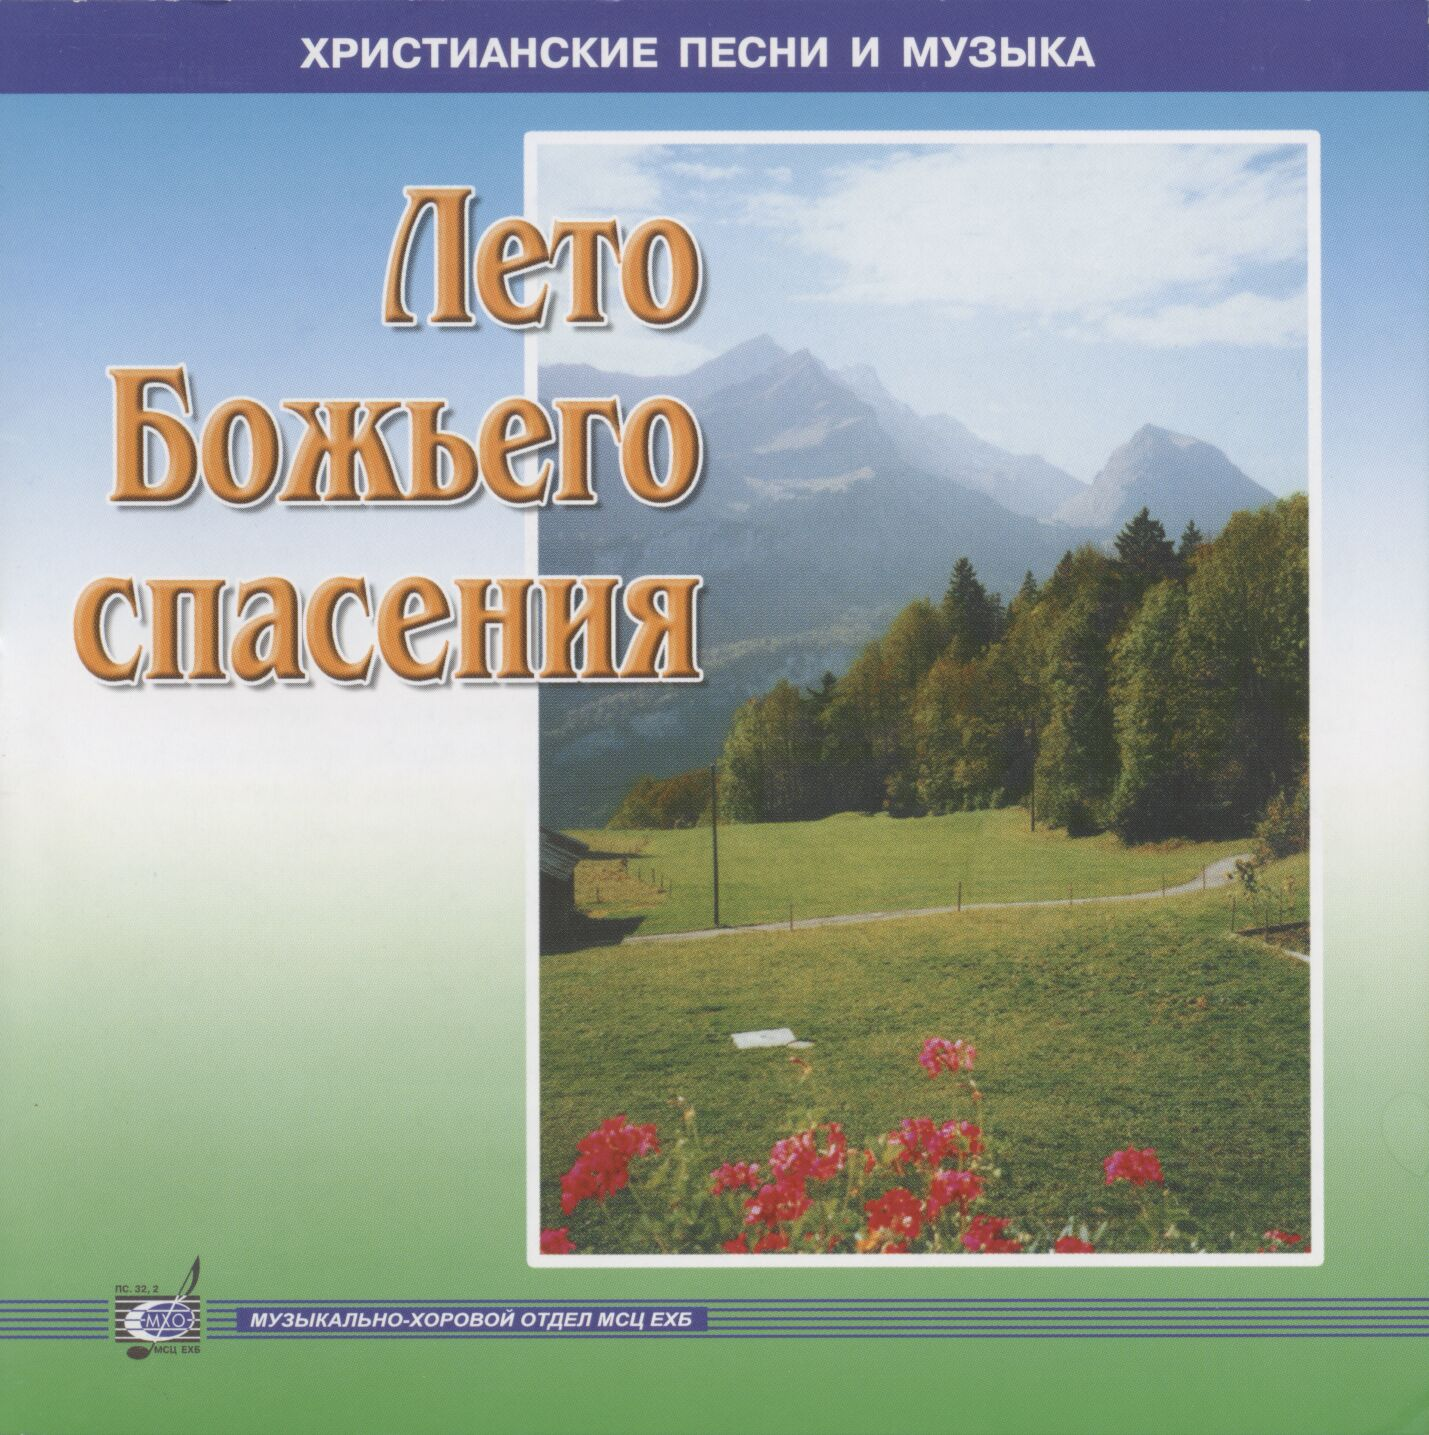 ХРИСТИАНСКИЕ ПЕСНИ И МУЗЫКА
Лето
Божьего
спасения
ПС. 32, 2
МХО
МСЦ ЕХБ
МУЗЫКАЛЬНО-ХОРОВОЙ ОТДЕЛ МСЦ ЕХБ